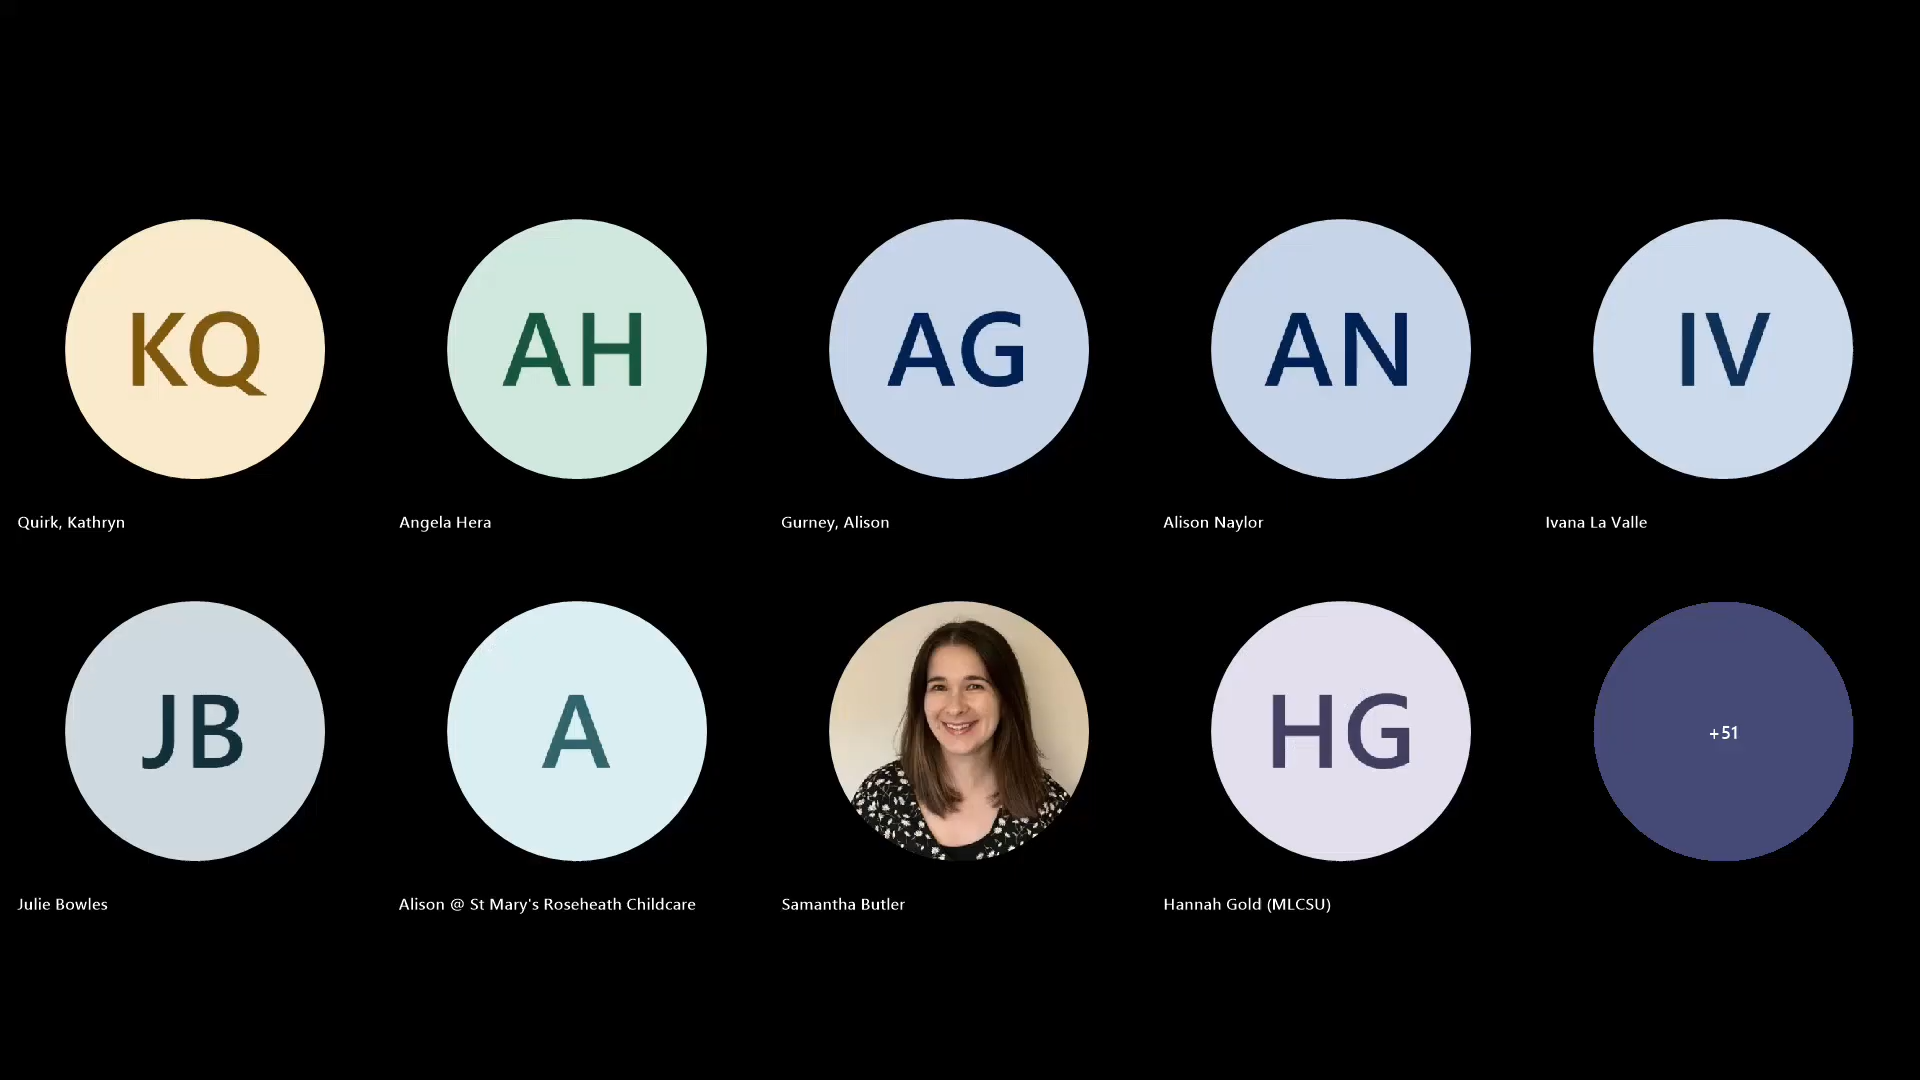 KQ
AH
AG
AN
IV
Quirk, Kathryn
Angela Hera
Gurney, Alison
Alison Naylor
Ivana La Valle
JB
A
HG
+51
Julie Bowles
Alison @ St Mary's Roseheath Childcare
Samantha Butler
Hannah Gold (MLCSU)